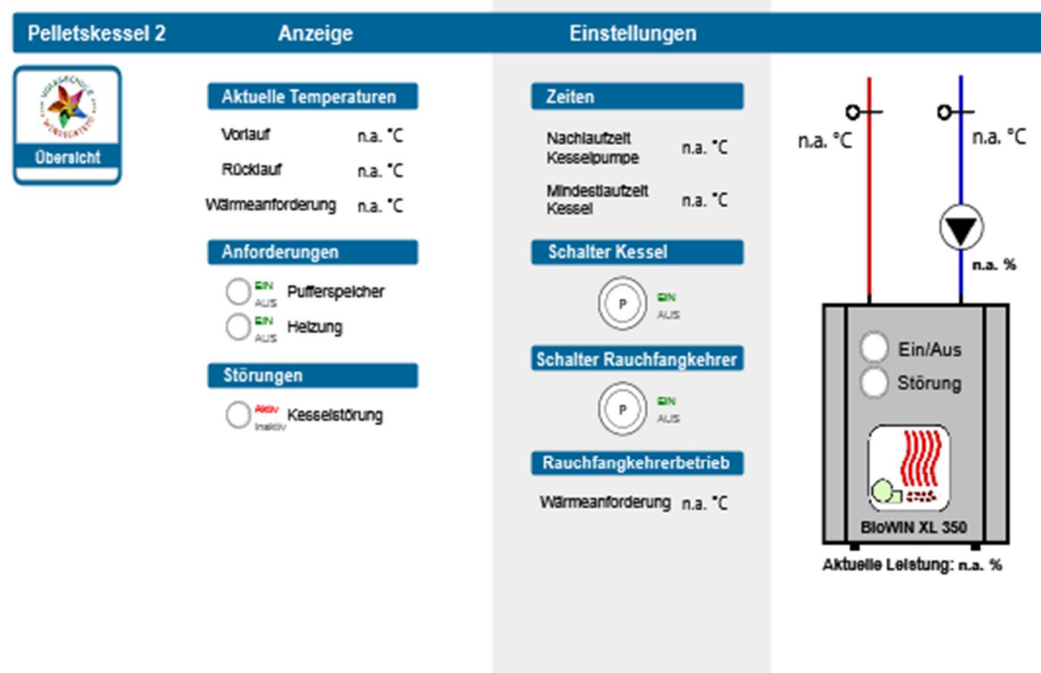 Pelletskessel 2
Anzeige
Einstellungen
Übersicht
Aktuelle Temperaturen
Vorlauf n.a. °C
Rücklauf n.a. °C
Wärmeanforderung n.a. °C
Anforderungen
EIN
AUS
Pufferspeicher
EIN
AUS
Heizung
Störungen
Aktiv
Inaktiv
Kesselstörung
Zeiten
Nachlaufzeit
Kesselpumpe
n.a. °C
Mindestlaufzeit
Kessel
n.a. °C
Schalter Kessel
P
EIN
AUS
Schalter Rauchfangkehrer
P
EIN
AUS
Rauchfangkehrerbetrieb
Wärmeanforderung n.a. °C
n.a. °C
n.a. °C
n.a. %
Ein/Aus
Störung
BioWIN XL 350
Aktuelle Leistung: n.a. %